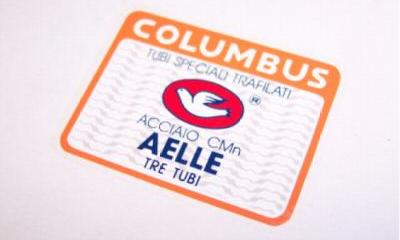 COLUMBUS
TUBI SPECIALI TRAFILATI
®
ACCIAIO CMn
AELLE
TRE TUBI